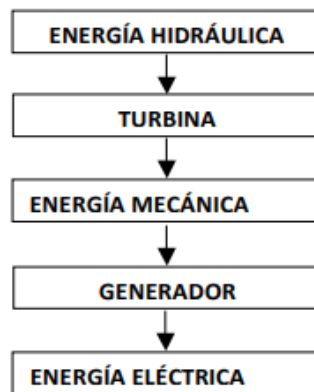 ENERGÍA HIDRÁULICA
TURBINA
ENERGÍA MECÁNICA
GENERADOR
ENERGÍA ELÉCTRICA